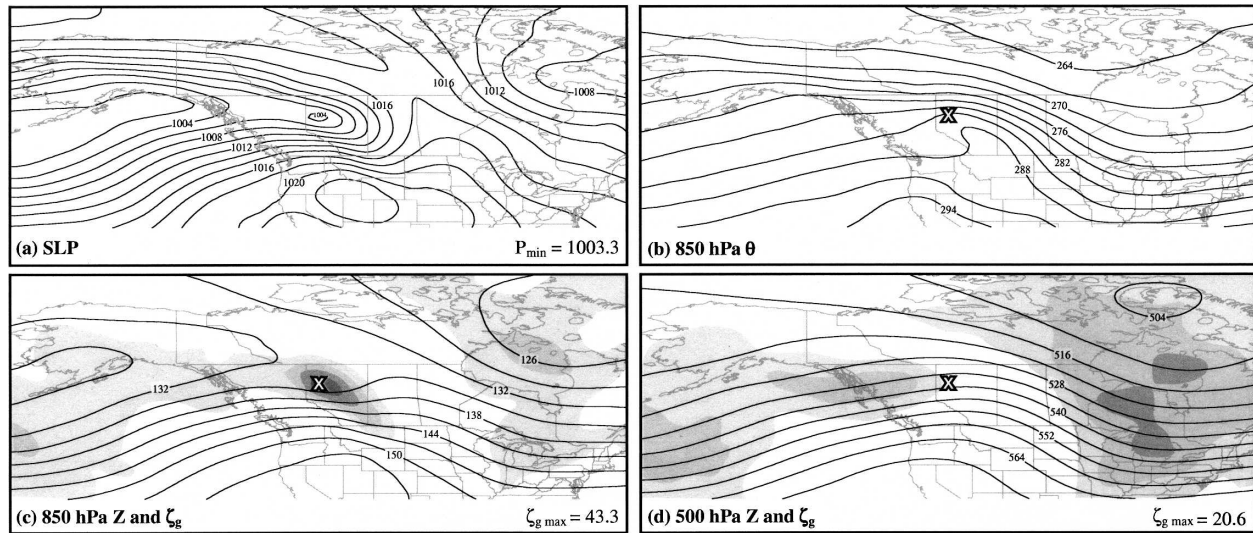 1016
1012
1008
1004
1016
1004
1008
1012
1016
1020
(a) SLP
P min = 1003.3
264
270
276
282
288
294
X
(b) 850 hPa θ
126
132
132
138
144
150
X
(c) 850 hPa Z and ζg
ζg max = 43.3
504
516
528
540
552
564
X
(d) 500 hPa Z and ζg
ζg max = 20.6